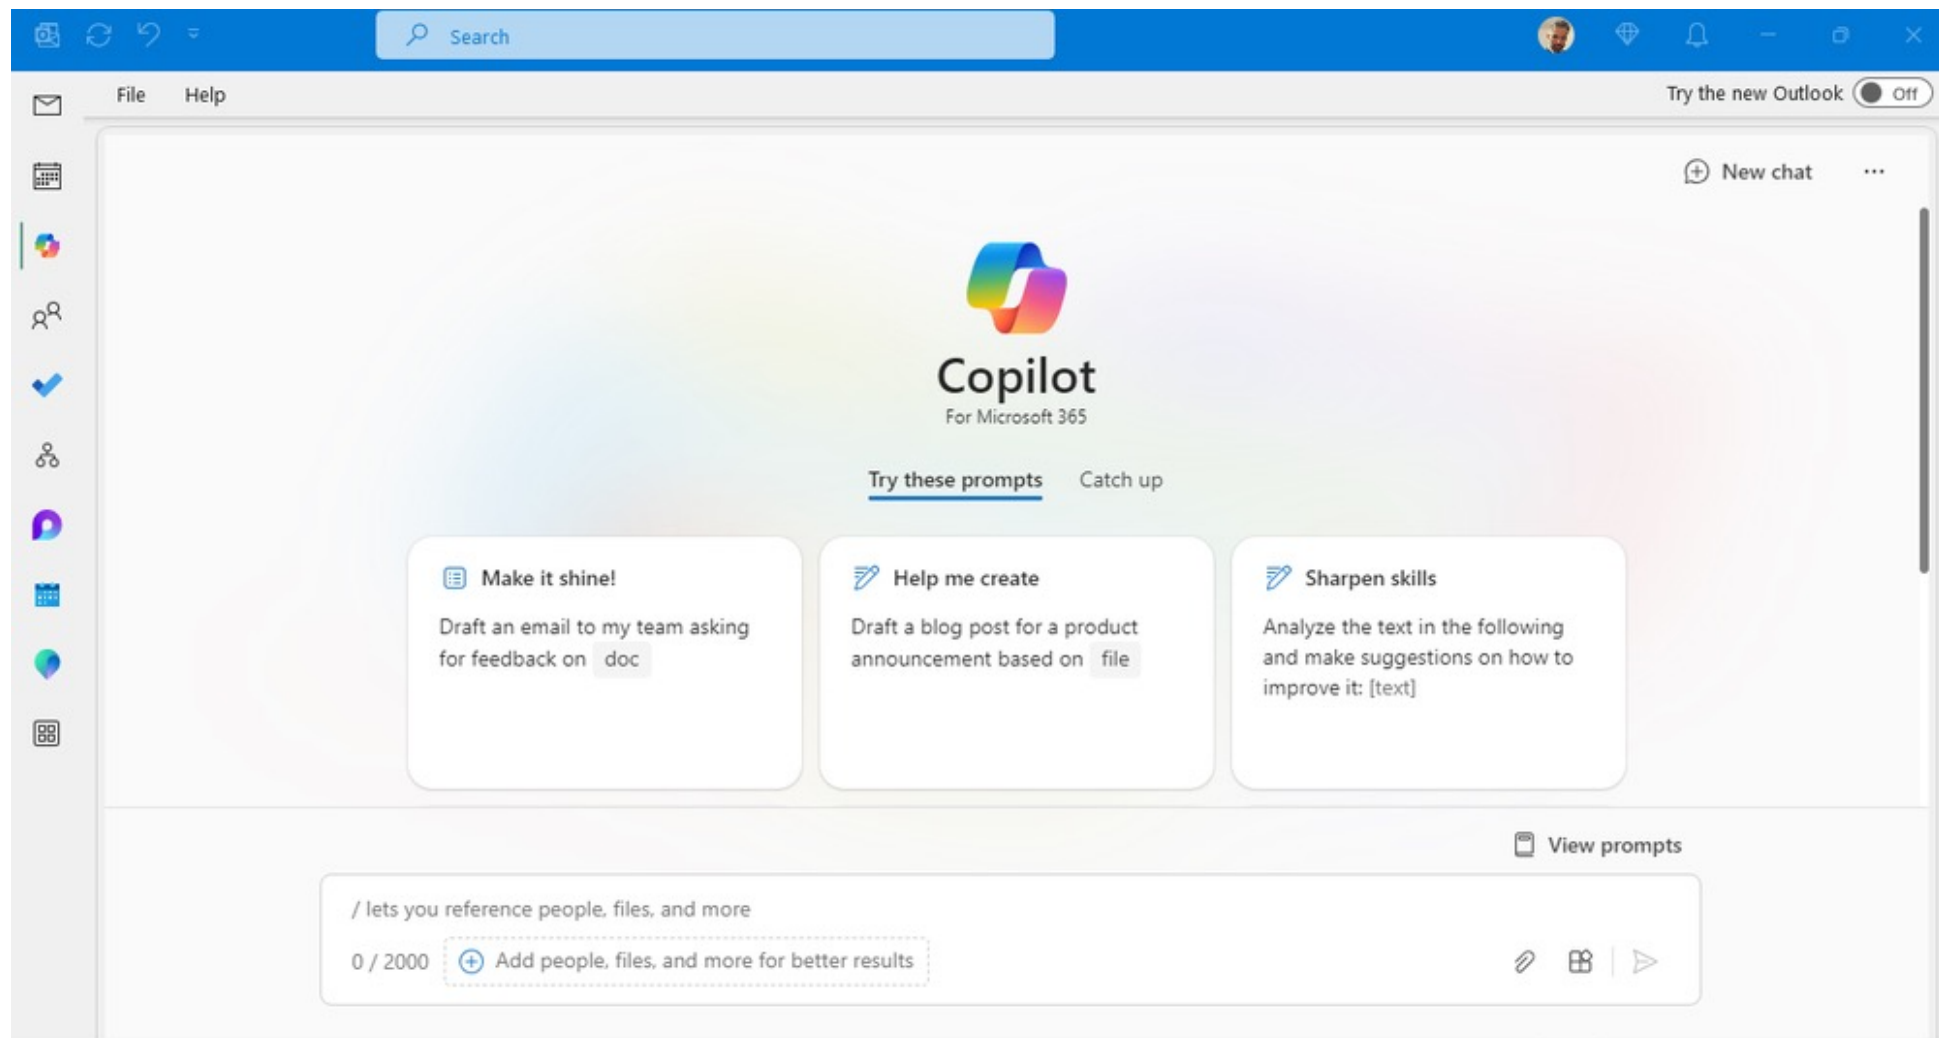 Search
File
Help
Try the new Outlook
Off
New chat
Copilot
For Microsoft 365
Try these prompts
Catch up
Make it shine!
Draft an email to my team asking
for feedback on doc
Help me create
Draft a blog post for a product
announcement based on file
Sharpen skills
Analyze the text in the following
and make suggestions on how to
improve it: [text]
View prompts
/ lets you reference people, files, and more
0 / 2000
Add people, files, and more for better results